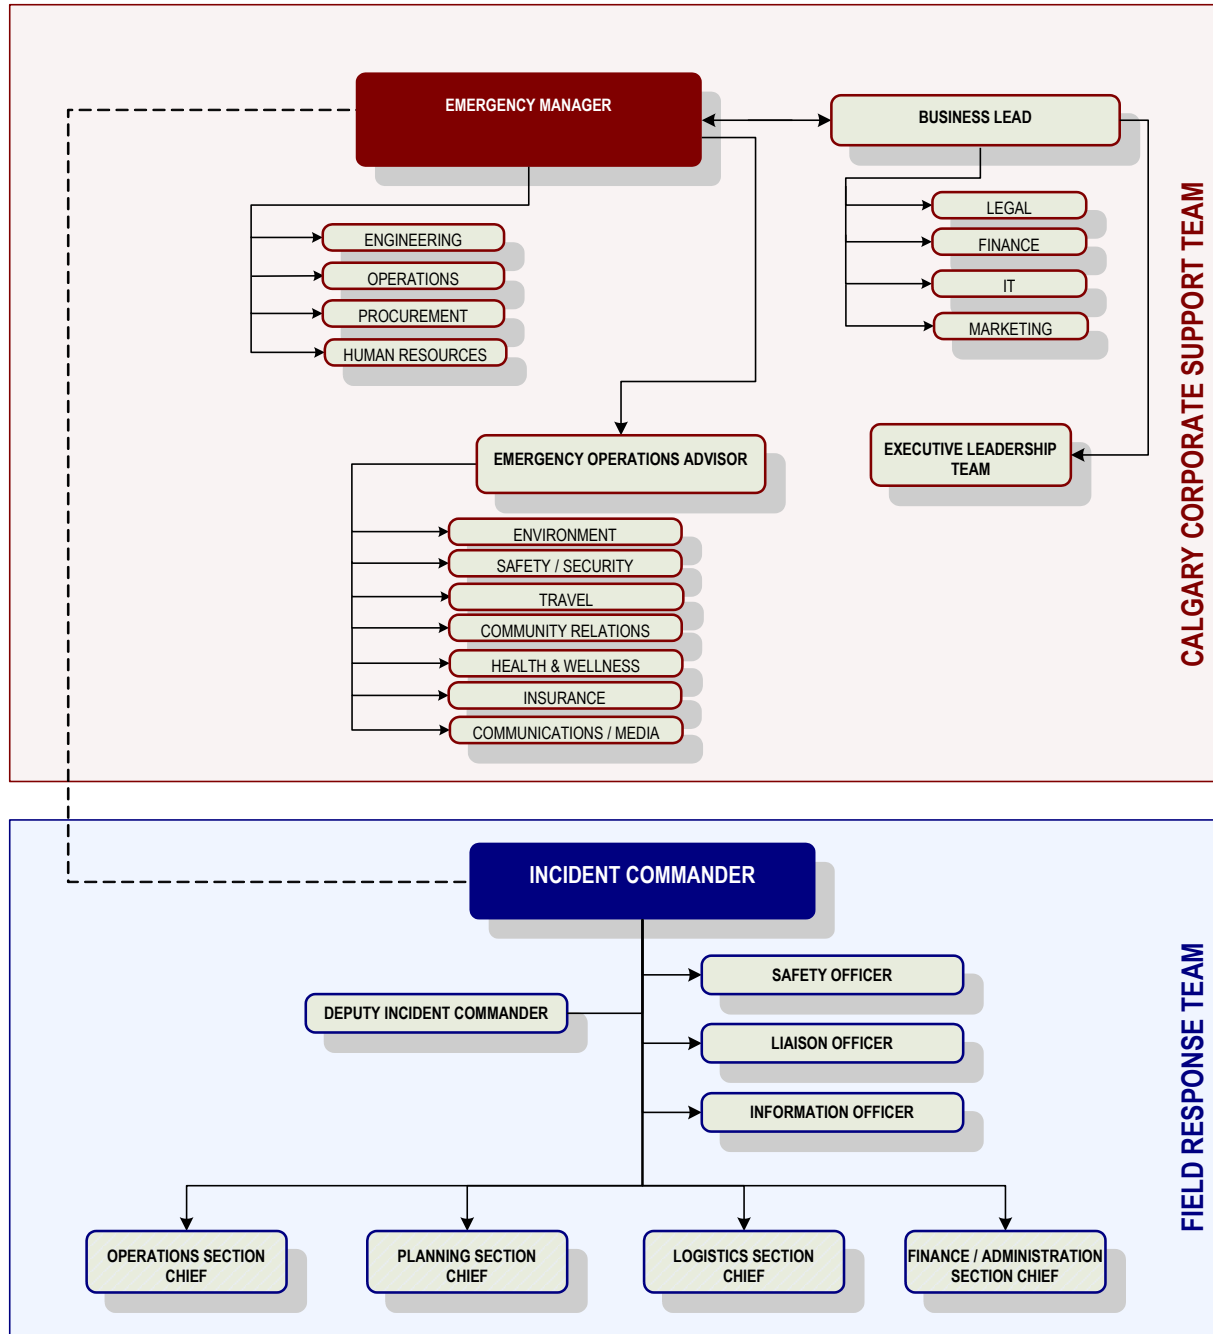 EMERGENCY MANAGER
BUSINESS LEAD
LEGAL
FINANCE
IT
MARKETING
ENGINEERING
OPERATIONS
PROCUREMENT
HUMAN RESOURCES
EXECUTIVE LEADERSHIP
TEAM
EMERGENCY OPERATIONS ADVISOR
ENVIRONMENT
SAFETY / SECURITY
TRAVEL
COMMUNITY RELATIONS
HEALTH & WELLNESS
INSURANCE
COMMUNICATIONS / MEDIA
CALGARY CORPORATE SUPPORT TEAM
INCIDENT COMMANDER
SAFETY OFFICER
DEPUTY INCIDENT COMMANDER
LIAISON OFFICER
INFORMATION OFFICER
OPERATIONS SECTION
CHIEF
PLANNING SECTION
CHIEF
LOGISTICS SECTION
CHIEF
FINANCE / ADMINISTRATION
SECTION CHIEF
FIELD RESPONSE TEAM